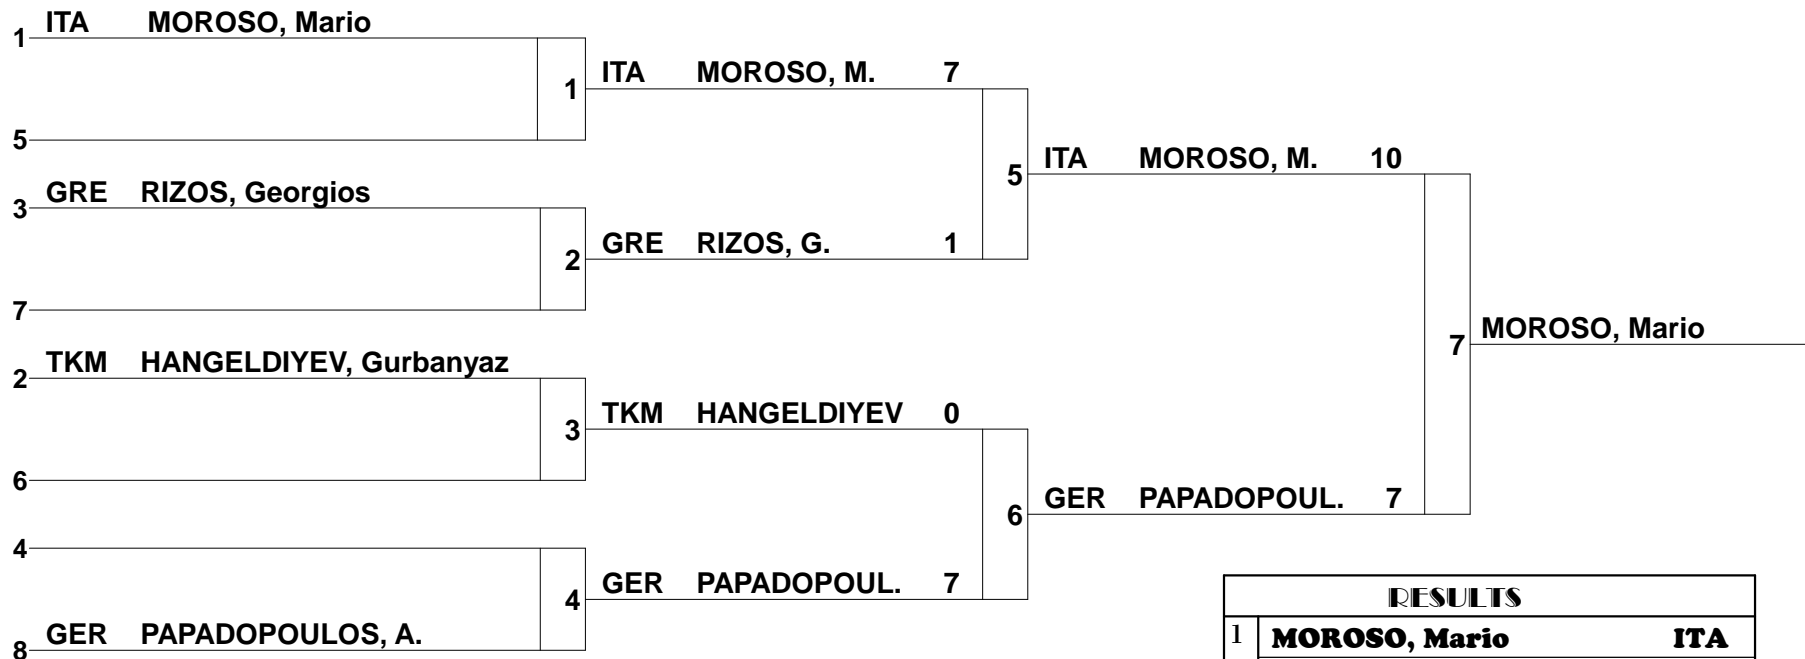 1 ITA MOROSO, Mario
1 ITA MOROSO, M. 7
5
5 ITA MOROSO, M. 10
3 GRE RIZOS, Georgios
2 GRE RIZOS, G. 1
7
7 MOROSO, Mario
2 TKM HANGELDIYEV, Gurbanyaz
3 TKM HANGELDIYEV 0
6
6 GER PAPADOPOUL. 7
4
4 GER PAPADOPOUL. 7
8 GER PAPADOPOULOS, A.
RESULTS
1 MOROSO, Mario ITA